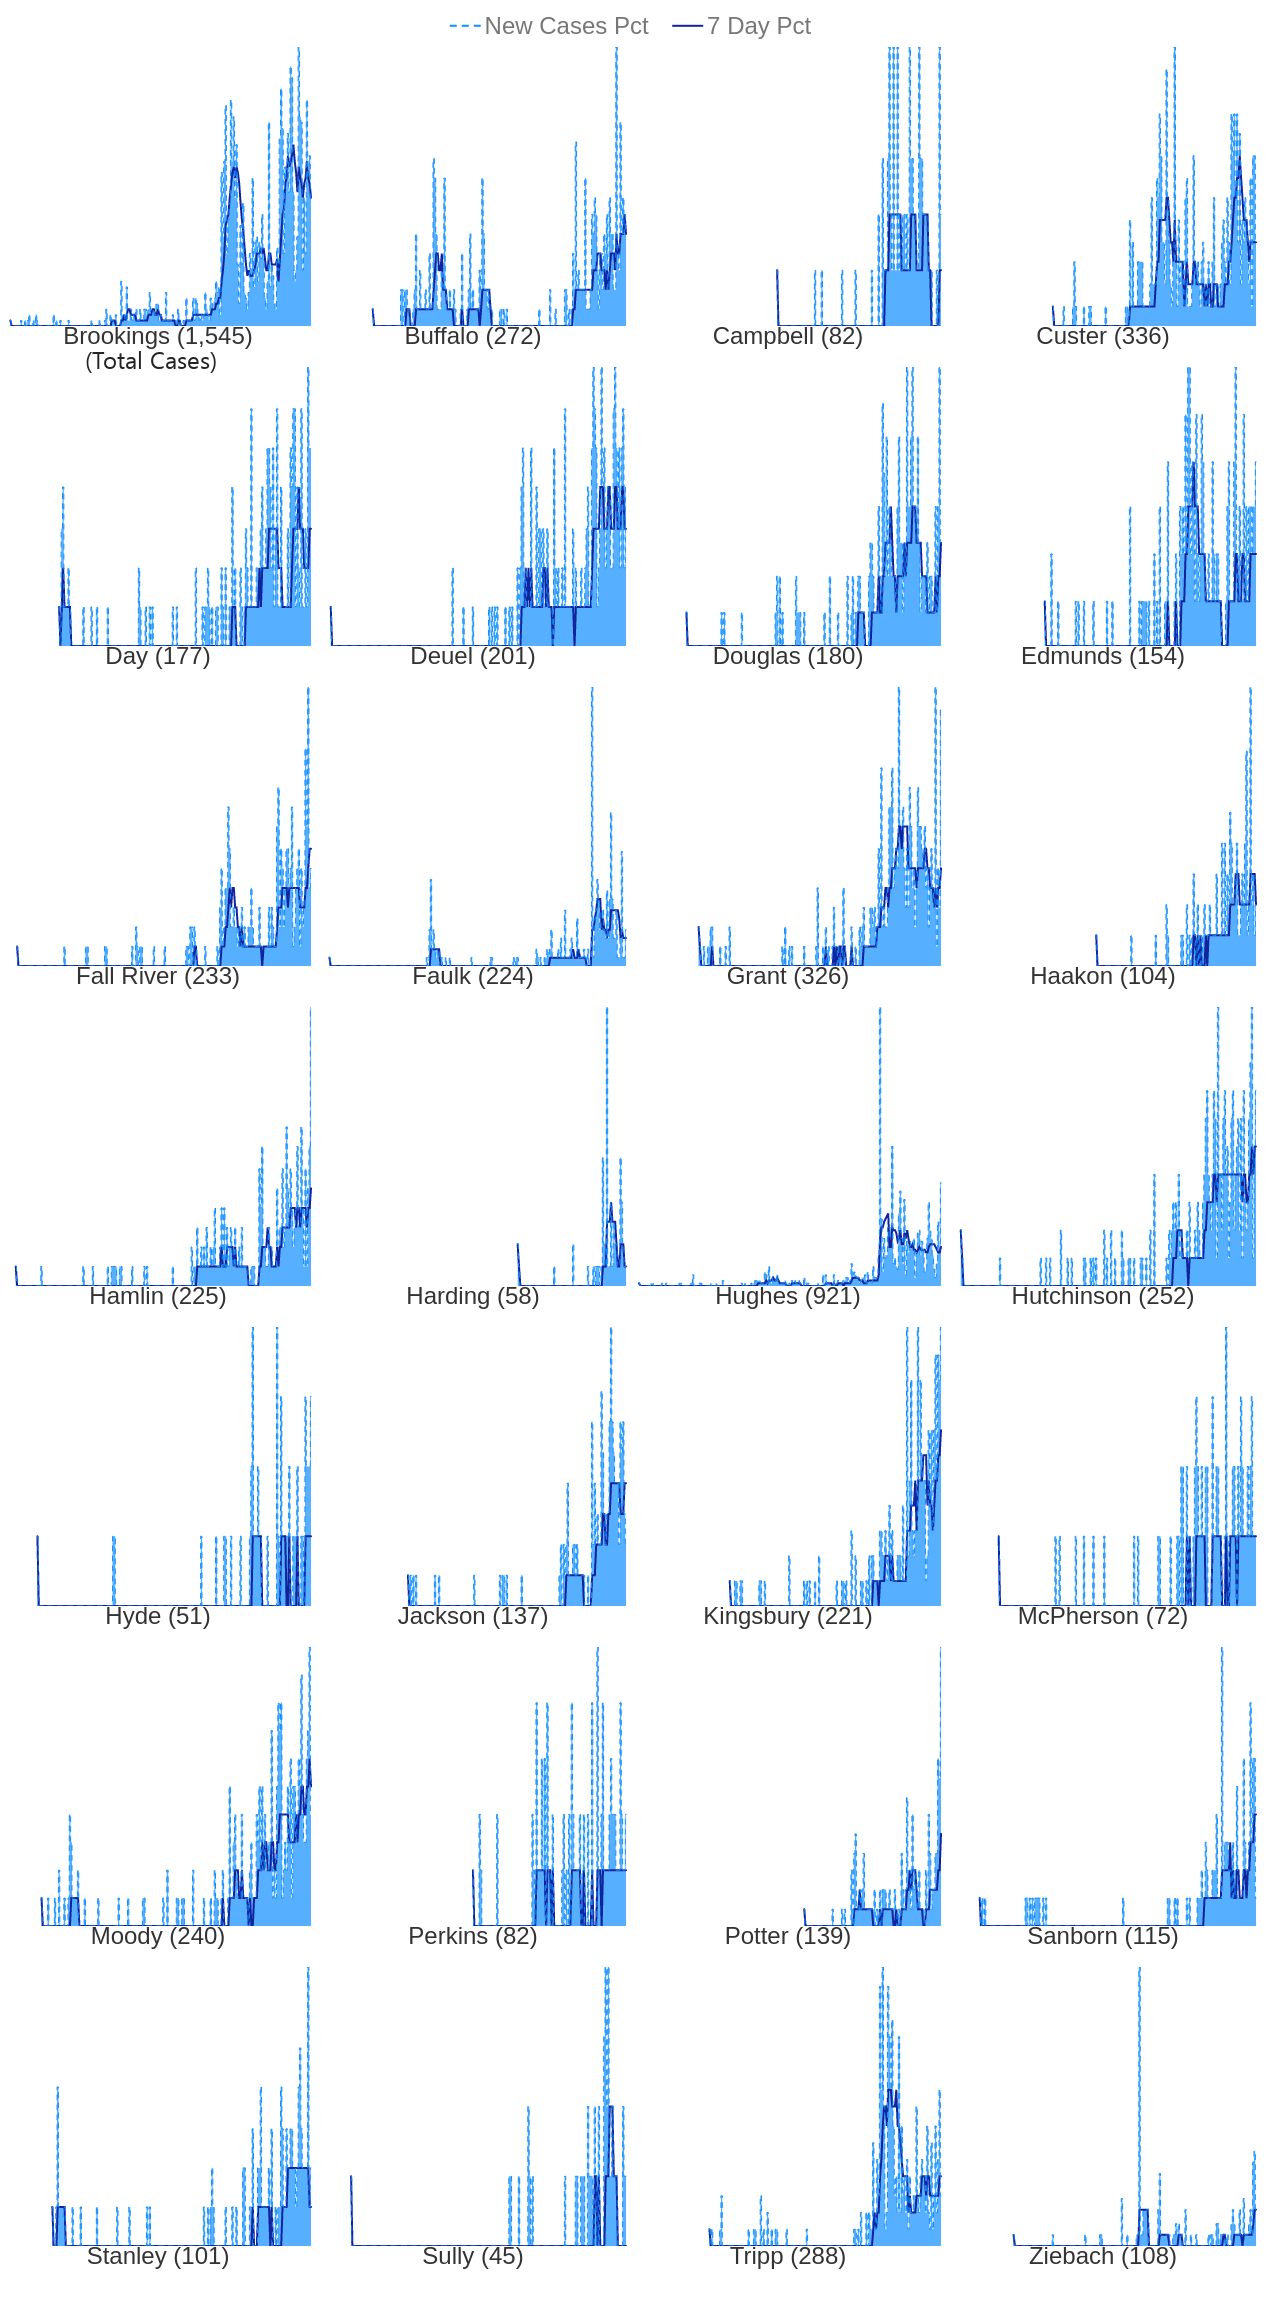 New Cases Pct 7 Day Pct
Brookings (1,545) Buffalo (272) Campbell (82) Custer (336)
(Total Cases)
Day (177) Deuel (201) Douglas (180) Edmunds (154)
Fall River (233) Faulk (224) Grant (326) Haakon (104)
Hamlin (225) Harding (58) Hughes (921) Hutchinson (252)
Hyde (51) Jackson (137) Kingsbury (221) McPherson (72)
Moody (240) Perkins (82) Potter (139) Sanborn (115)
Stanley (101) Sully (45) Tripp (288) Ziebach (108)